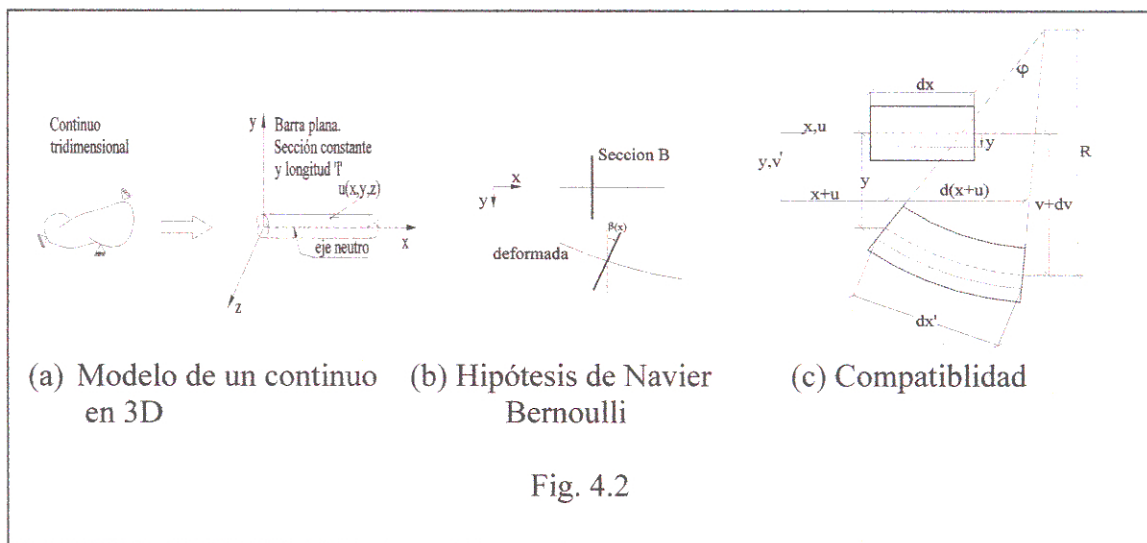 Continuo
tridimensional
y
Barra plana.
Sección constante
y longitud 'l'
u(x,y,z)
x
eje neutro
z
x
y
Seccion B
β(x)
deformada
dx
φ
x,u
y,v'
y
y
R
x+u
d(x+u)
v+dv
dx'
(a) Modelo de un continuo
en 3D
(b) Hipótesis de Navier
Bernoulli
(c) Compatiblidad
Fig. 4.2